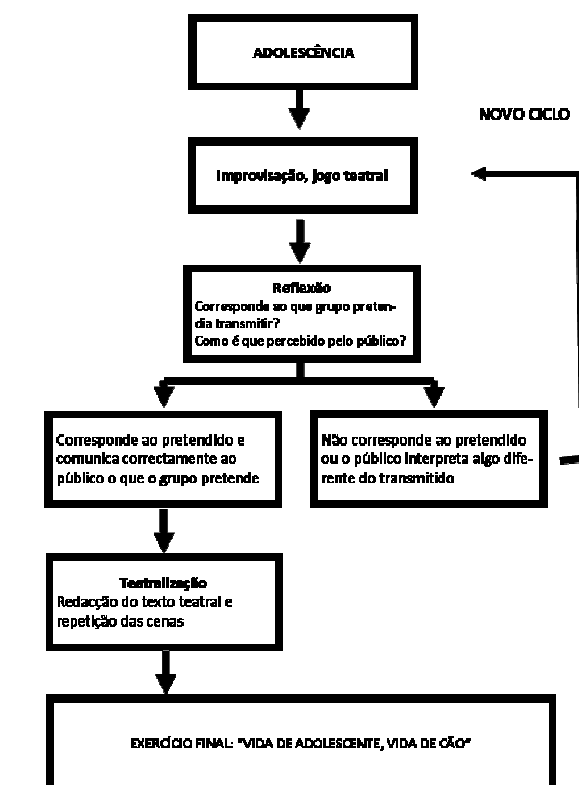 ADOLESCÊNCIA
NOVO CICLO
Improvisação, jogo teatral
Reflexão
Corresponde ao que grupo preten-
dia transmitir?
Como é que percebido pelo público?
Corresponde ao pretendido e
comunica correctamente ao
público o que o grupo pretende
Não corresponde ao pretendido
ou o público interpreta algo dife-
rente do transmitido
Teatralização
Redacção do texto teatral e
repetição das cenas
EXERCÍCIO FINAL: "VIDA DE ADOLESCENTE, VIDA DE CÃO"